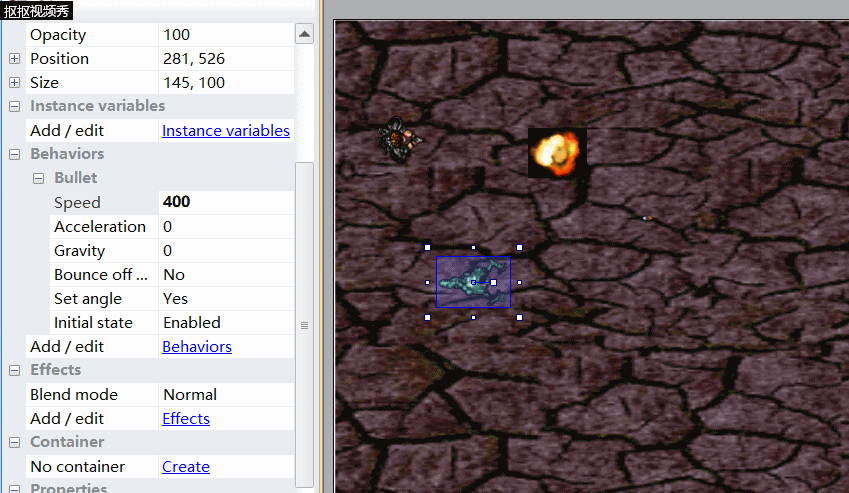 抠抠视频秀
Opacity 100
Position 281, 526
Size 145, 100
Instance variables
Add / edit Instance variables
Behaviors
Bullet
Speed 400
Acceleration 0
Gravity 0
Bounce off ... No
Set angle Yes
Initial state Enabled
Add / edit Behaviors
Effects
Blend mode Normal
Add / edit Effects
Container
No container Create
Properties